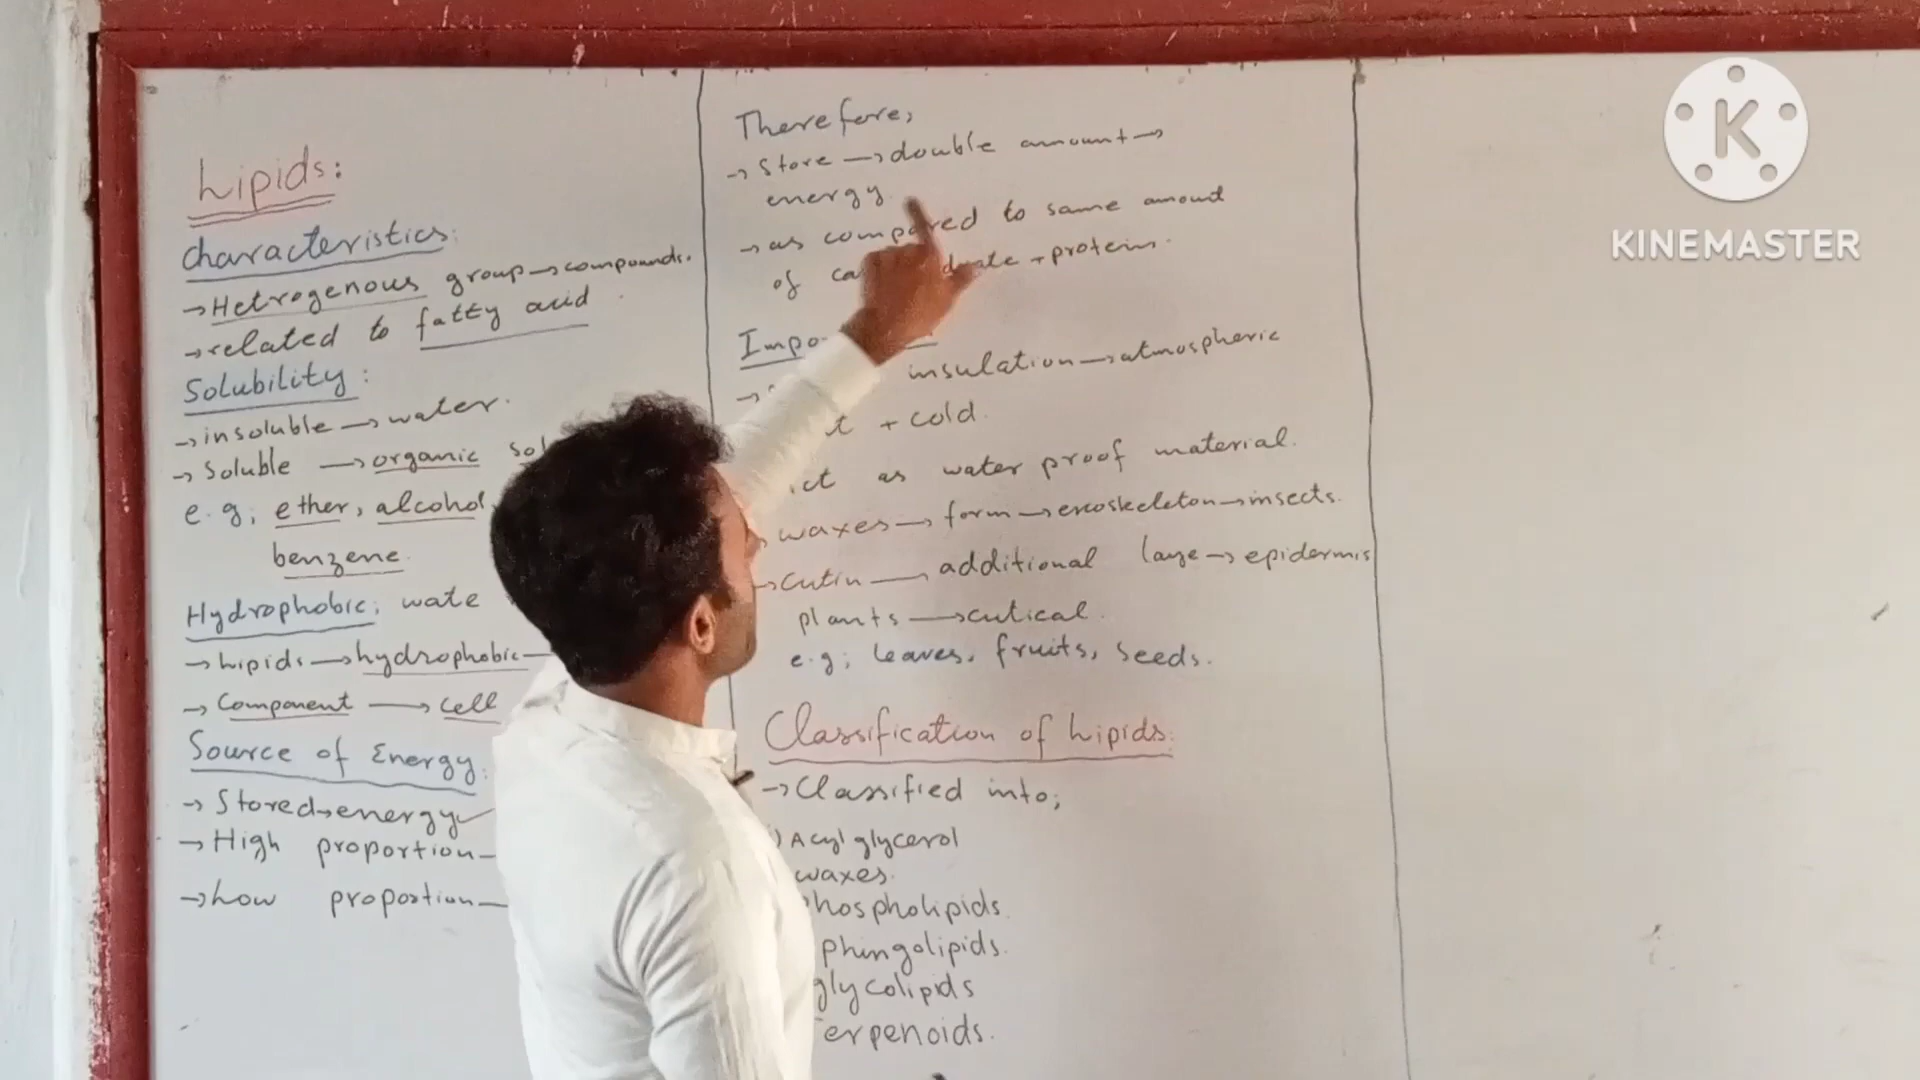 Lipids:
Characteristics:
→Hetrogenous group→compounds.
→related to fatty acid
Solubility:
→insoluble→water.
→Soluble→organic
e.g; ether, alcohol,
benzene.
Hydrophobic; wate
→Lipids→hydrophobic
→Component→cell
Source of Energy:
→Stored→energy
→High proportion
→Low proportion
Therefore,
→Store→double amount→
energy.
→as compared to same amount
of + protein.
insulation→atmospheric
+ cold.
as water proof material.
waxes→form→exoskeleton→insects.
→Cutin→additional laye→epidermis
plants→cutical.
e.g; leaves, fruits, seeds.
Classification of Lipids:
→Classified into;
) Acylglycerol
waxes.
hospholipids.
phingolipids.
glycolipids
erpenoids.
K
KINEMASTER